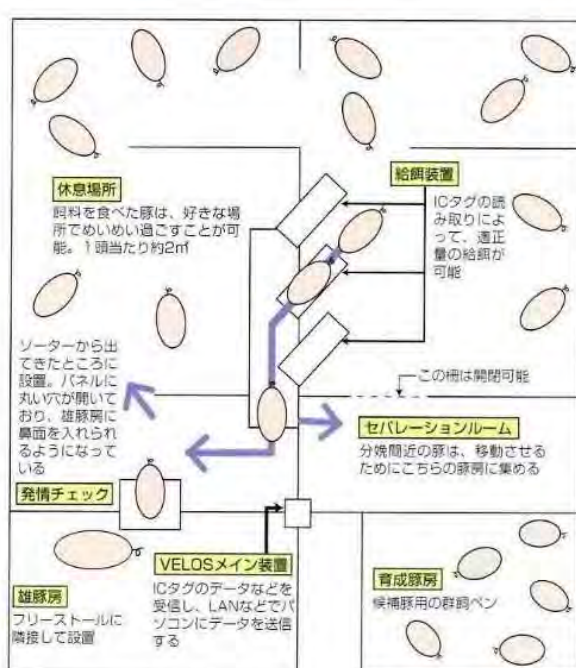 休息場所
飼料を食べた豚は、好きな場
所でめいめい過ごすことが可
能。1頭当たり約2㎡
給餌装置
ICタグの読
み取りによ
って、適正
量の給餌が
可能
ソーターから出
てきたところに
設置。パネルに
丸い穴が開いて
おり、雄豚房に
鼻面を入れられ
るようになって
いる
発情チェック
この柵は開閉可能
セパレーションルーム
分娩間近の豚は、移動させる
ためにこちらの豚房に集める
雄豚房
フリーストールに
隣接して設置
VELOSメイン装置
ICタグのデータなどを
受信し、LANなどでパ
ソコンにデータを送信
する
育成豚房
候補豚用の群飼ペン